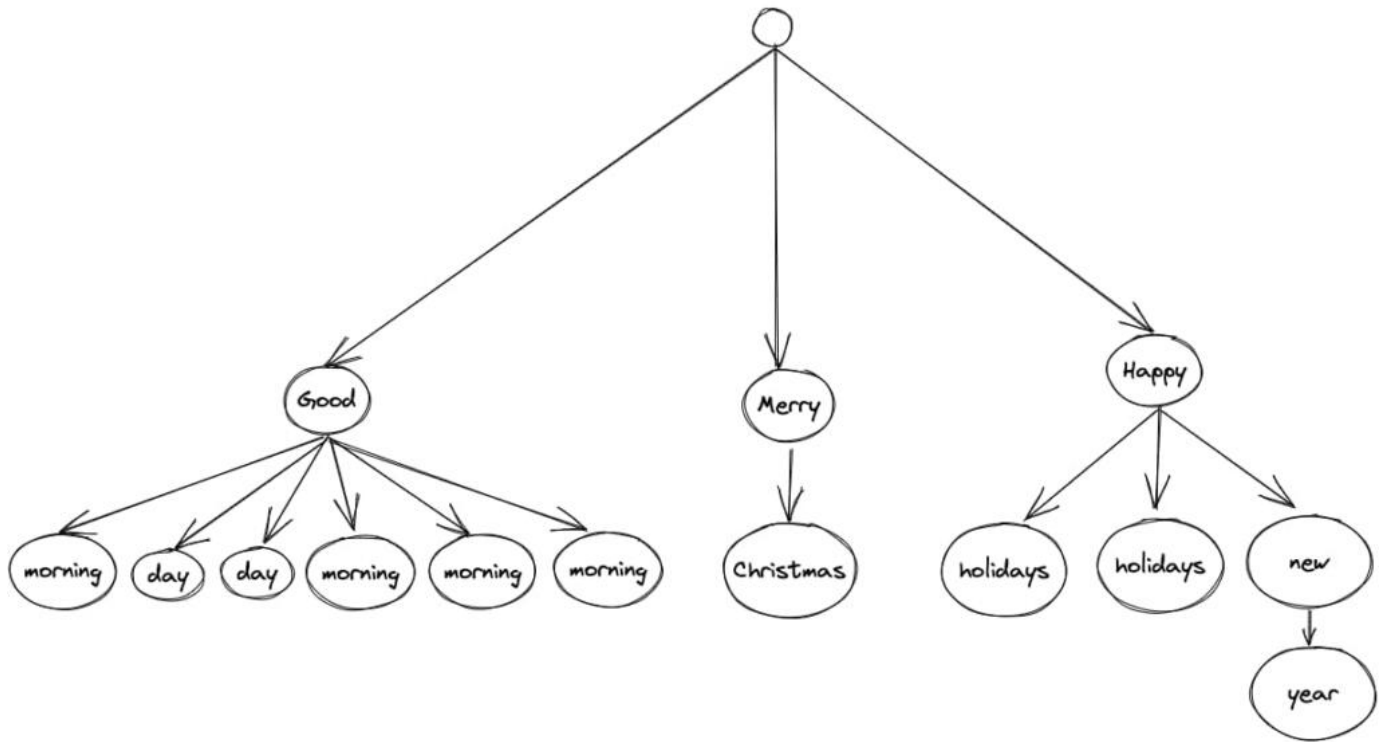 Good
Merry
Happy
morning
day
day
morning
morning
morning
Christmas
holidays
holidays
new
year